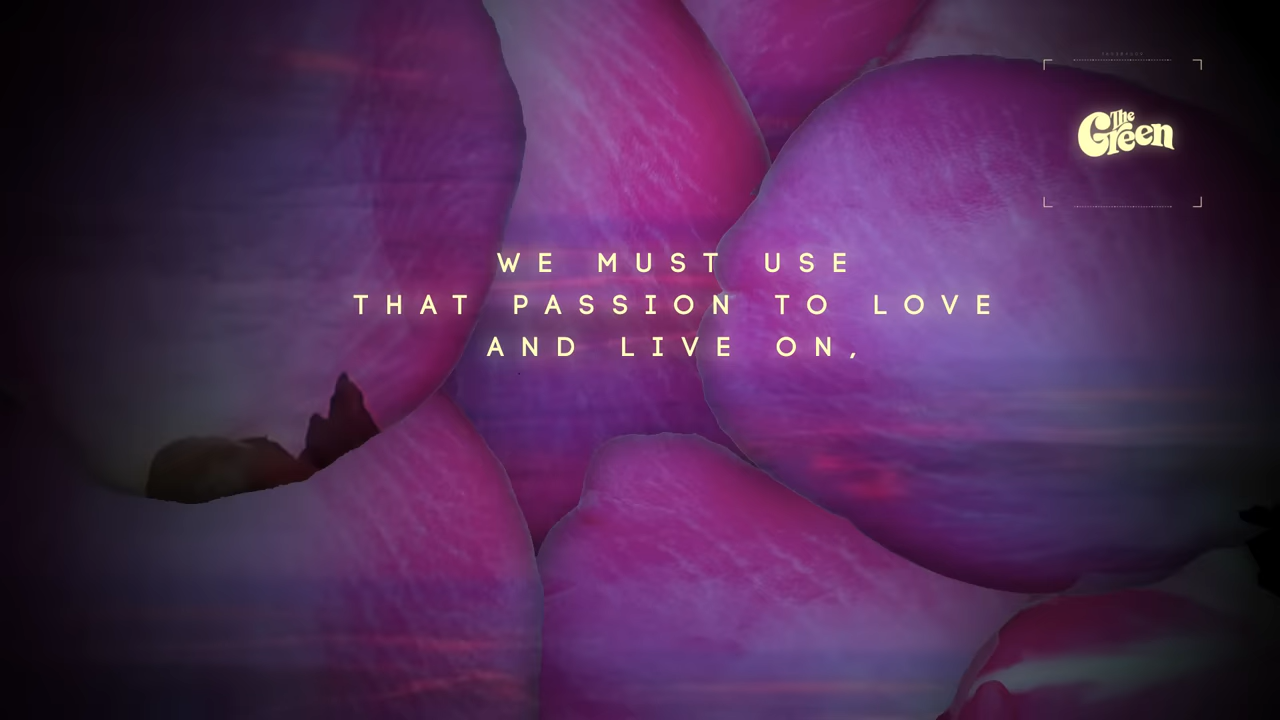 The
Green
WE MUST USE
THAT PASSION TO LOVE
AND LIVE ON,